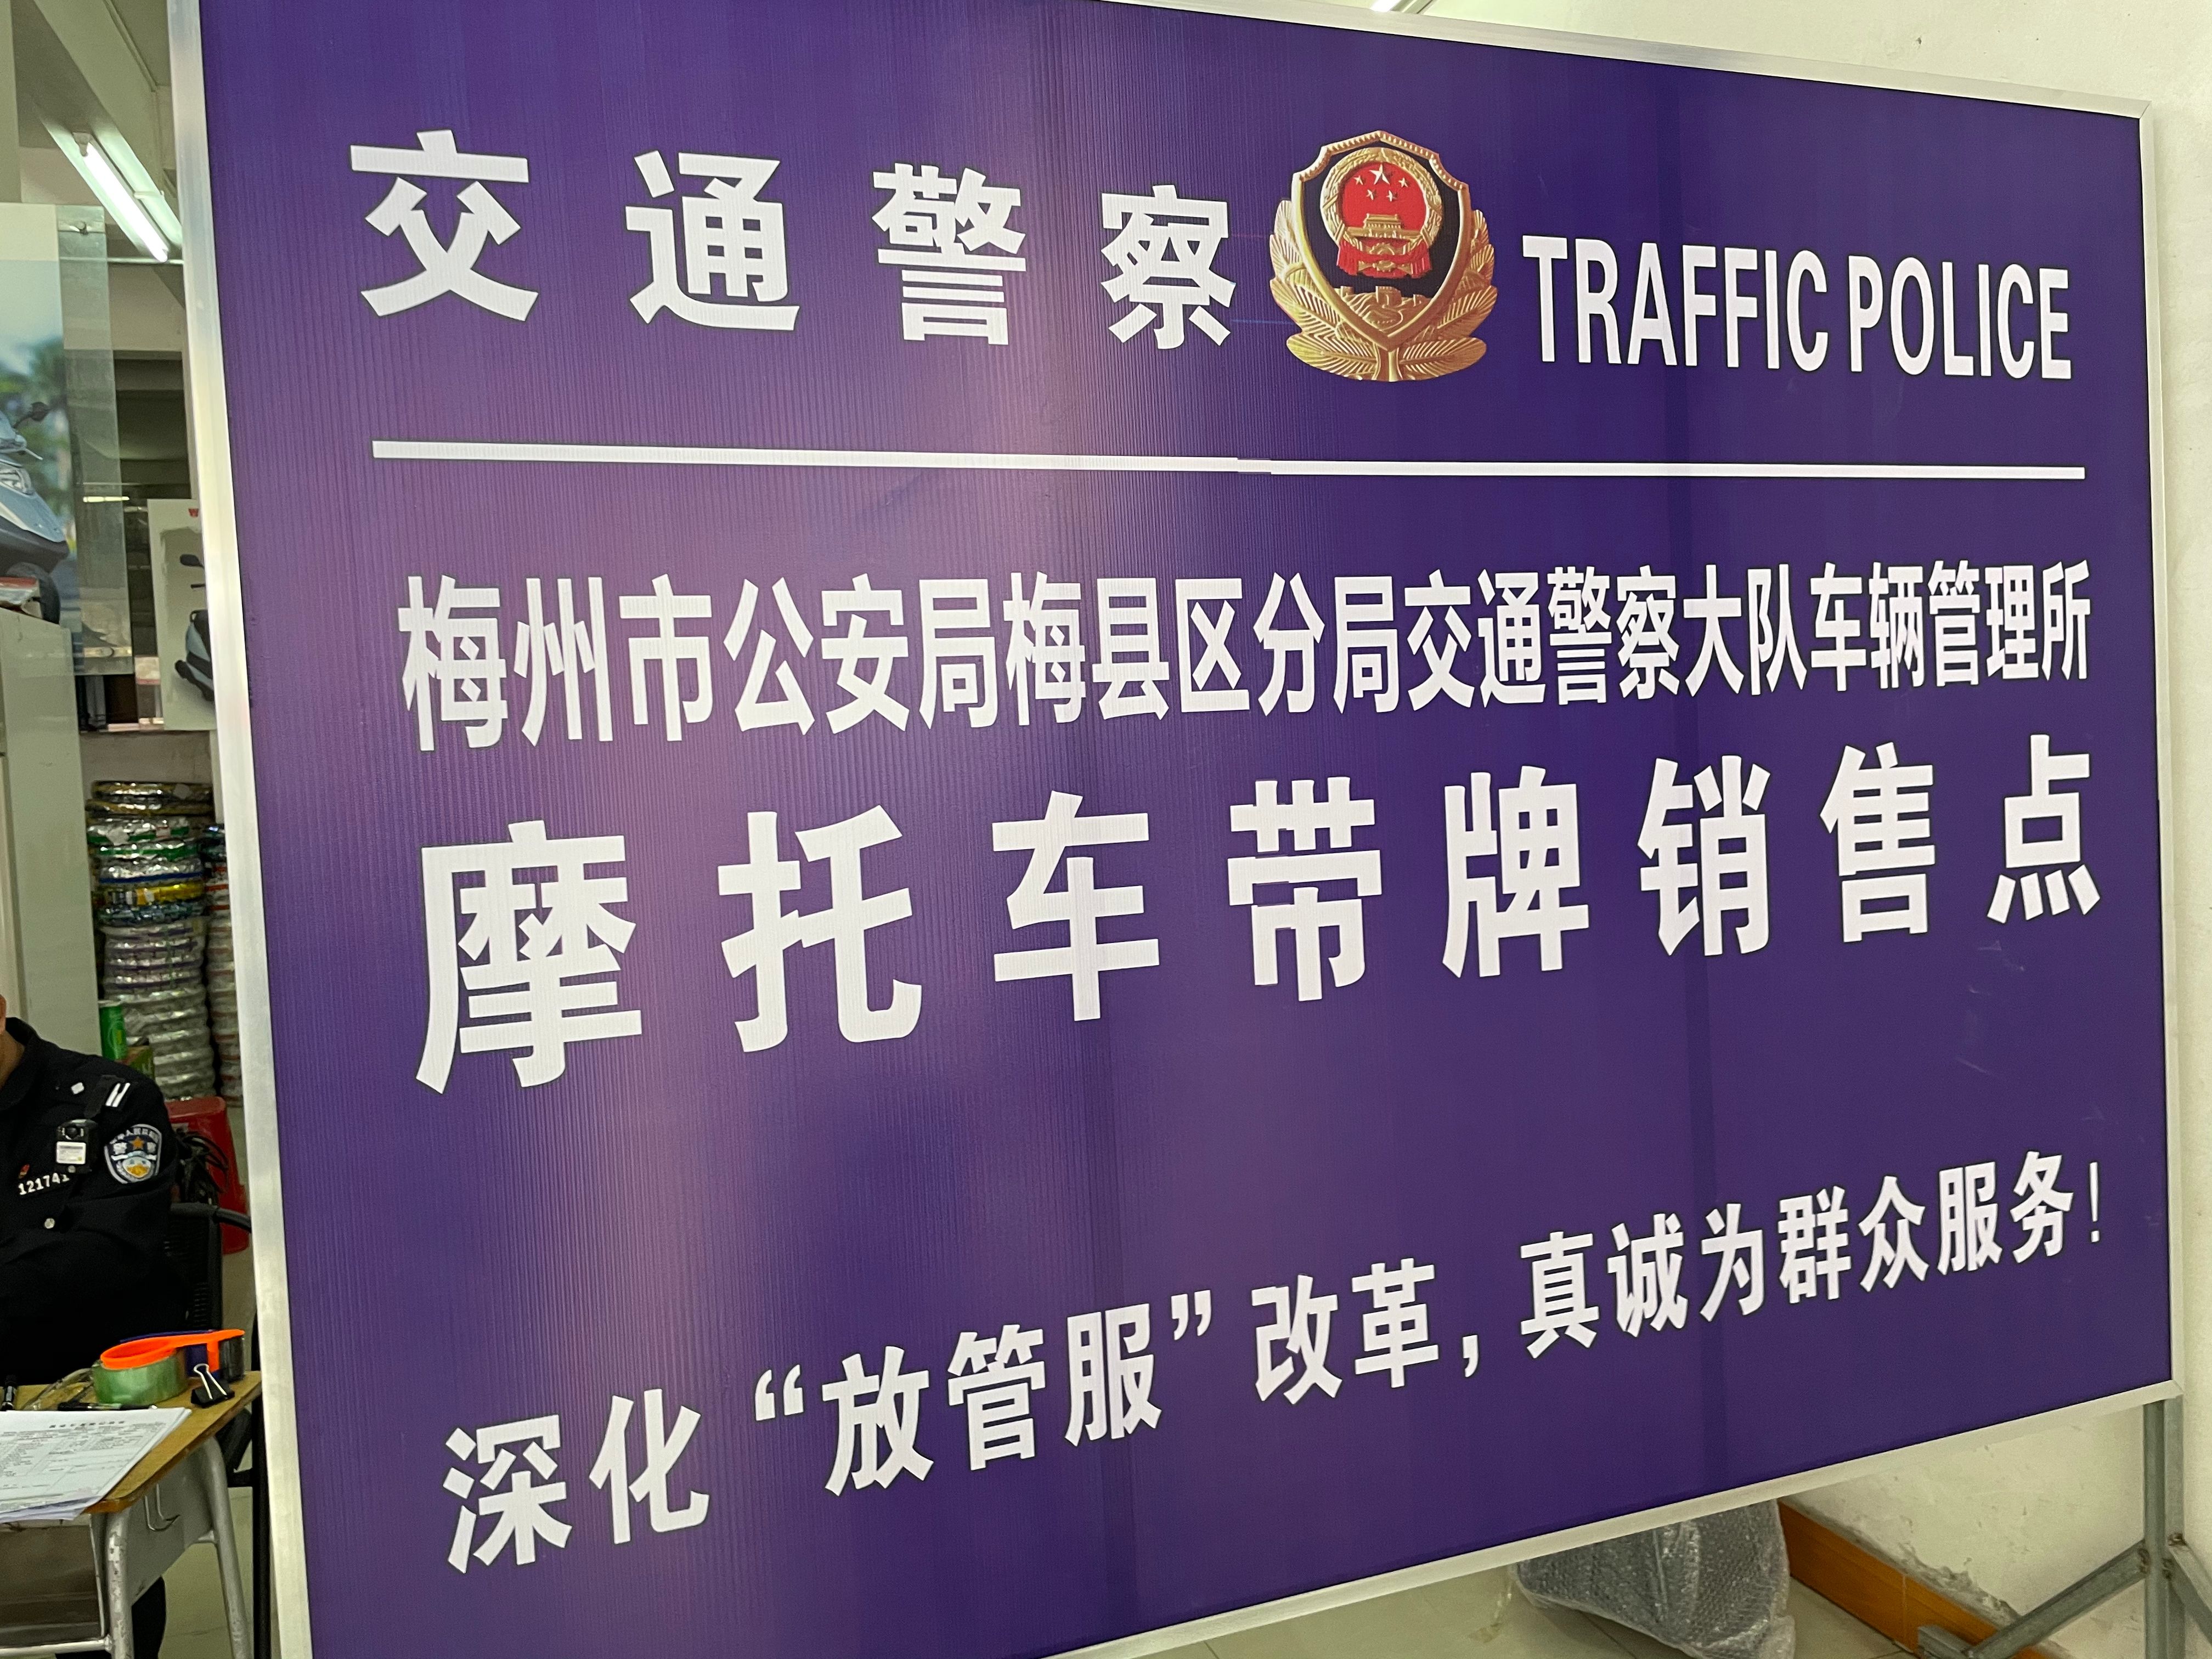 交通警察 TRAFFIC POLICE
梅州市公安局梅县区分局交通警察大队车辆管理所
摩托车带牌销售点
深化“放管服”改革，真诚为群众服务！